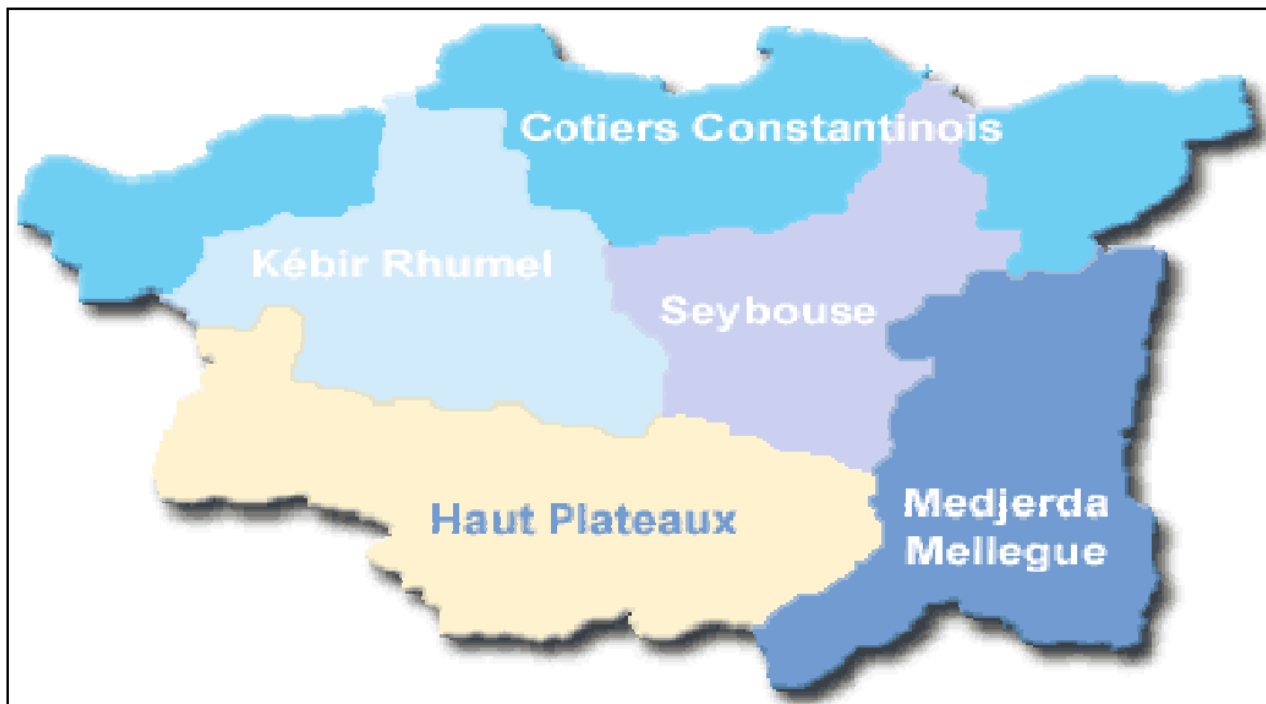 Cotiers Constantinois
Kébir Rhumel
Seybouse
Haut Plateaux
Medjerda
Mellegue